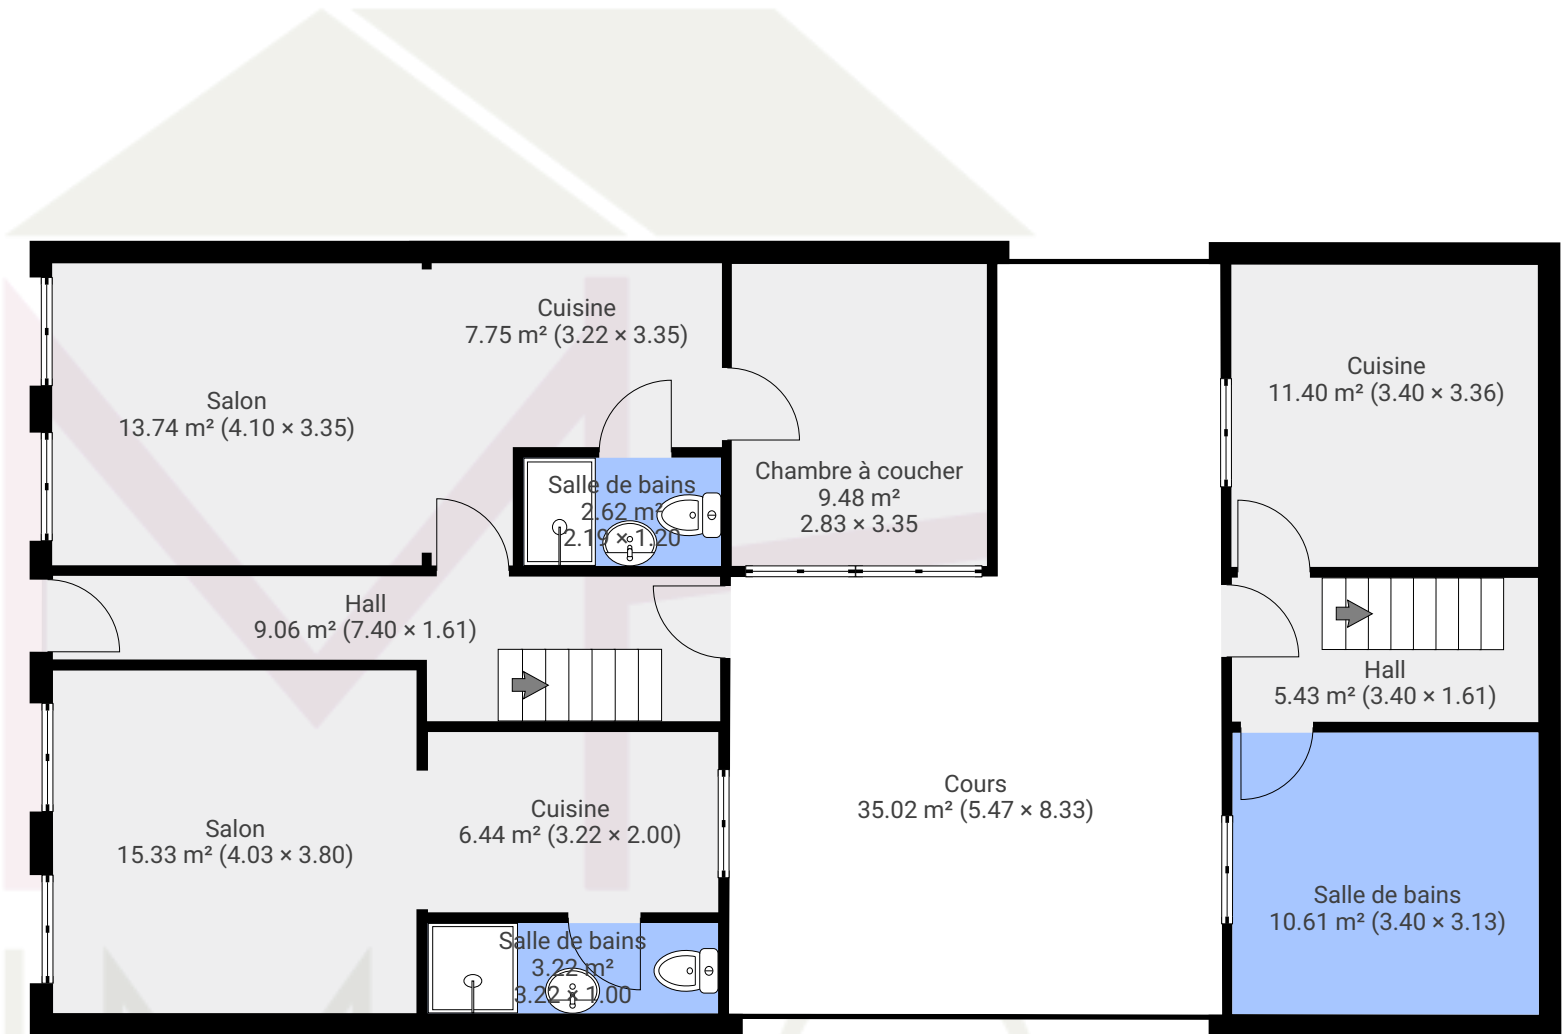 Cuisine
7.75 m² (3.22 × 3.35)
Salon
13.74 m² (4.10 × 3.35)
Salle de bains
2.62 m²
2.19 × 1.20
Chambre à coucher
9.48 m²
2.83 × 3.35
Cuisine
11.40 m² (3.40 × 3.36)
Hall
9.06 m² (7.40 × 1.61)
Hall
5.43 m² (3.40 × 1.61)
Salon
15.33 m² (4.03 × 3.80)
Cuisine
6.44 m² (3.22 × 2.00)
Cours
35.02 m² (5.47 × 8.33)
Salle de bains
3.22 m²
3.22 × 1.00
Salle de bains
10.61 m² (3.40 × 3.13)